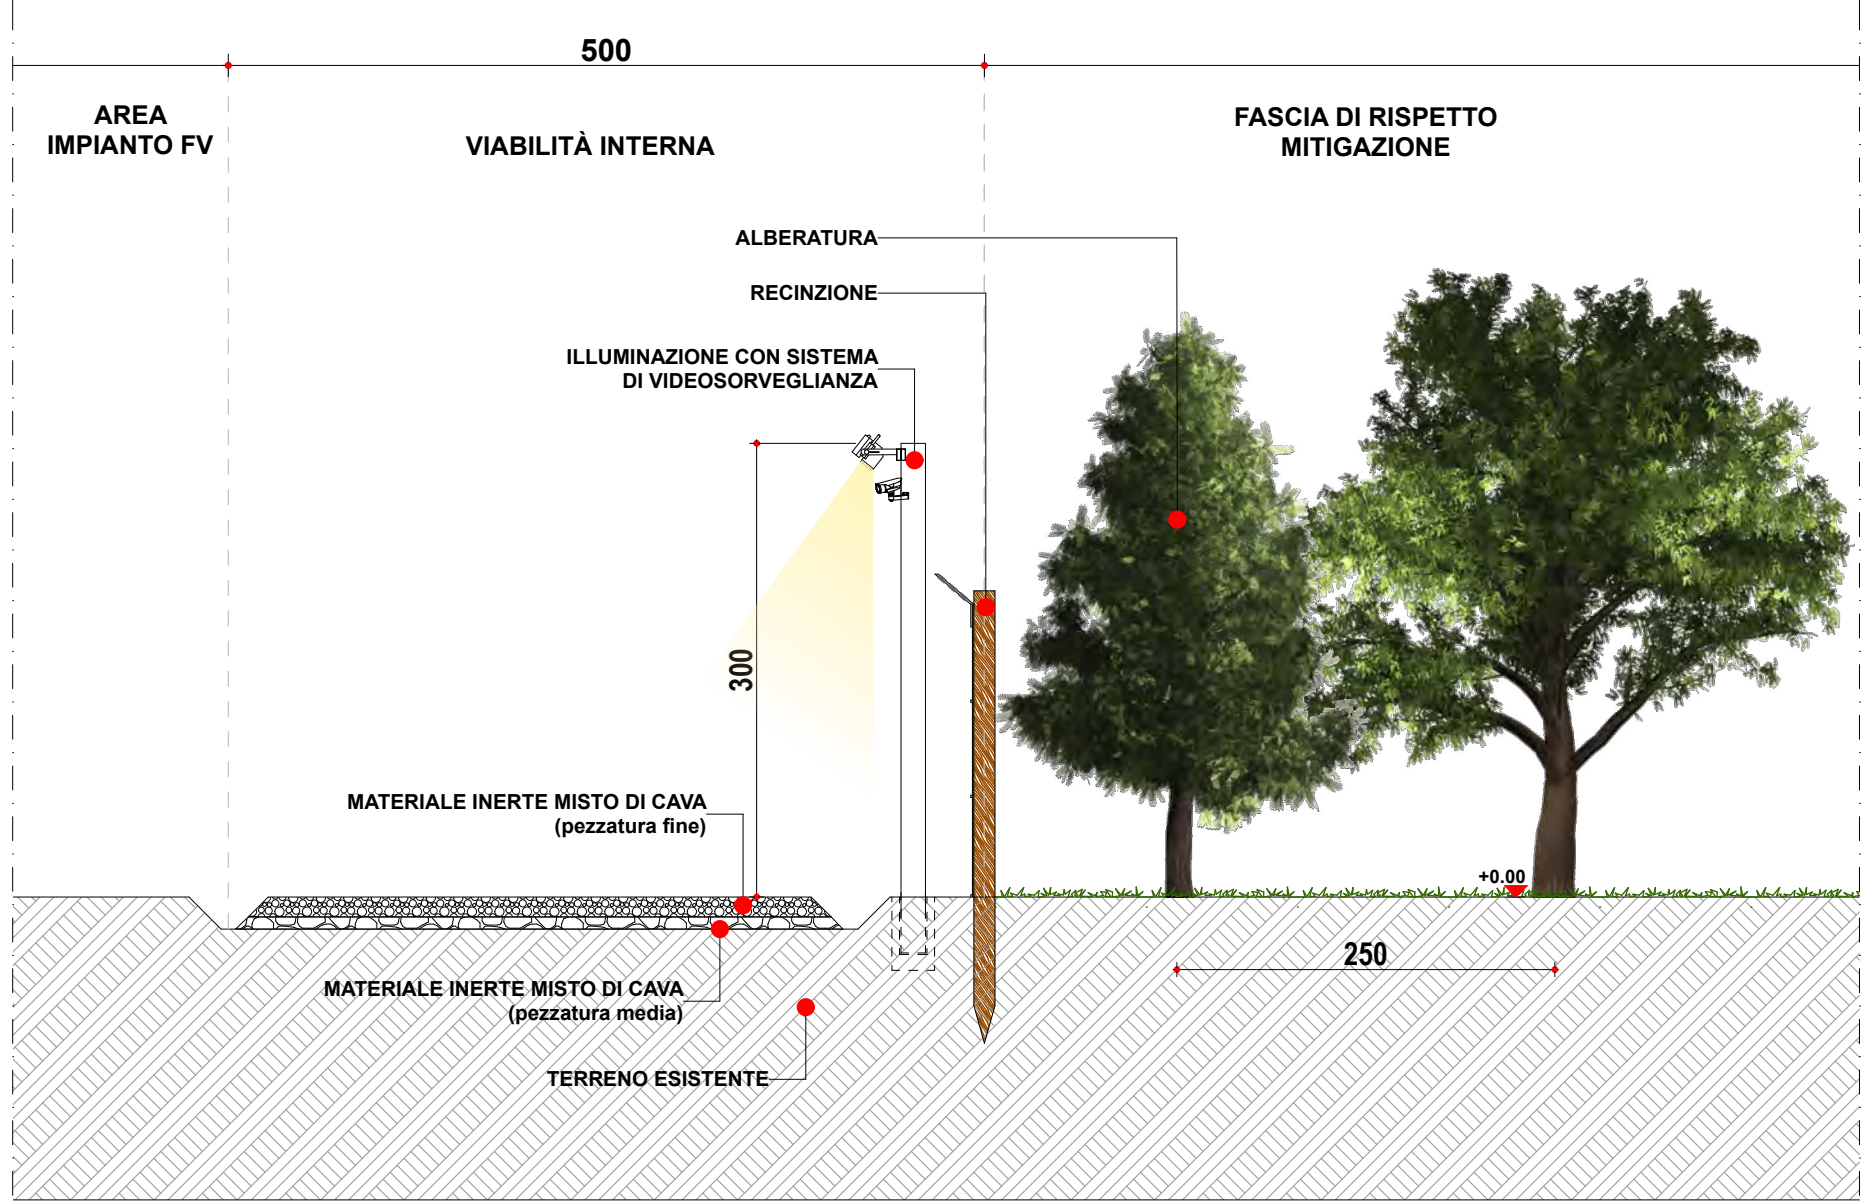 500
AREA
IMPIANTO FV
VIABILITÀ INTERNA
FASCIA DI RISPETTO
MITIGAZIONE
ALBERATURA
RECINZIONE
ILLUMINAZIONE CON SISTEMA
DI VIDEOSORVEGLIANZA
300
MATERIALE INERTE MISTO DI CAVA
(pezzatura fine)
+0.00
250
MATERIALE INERTE MISTO DI CAVA
(pezzatura media)
TERRENO ESISTENTE